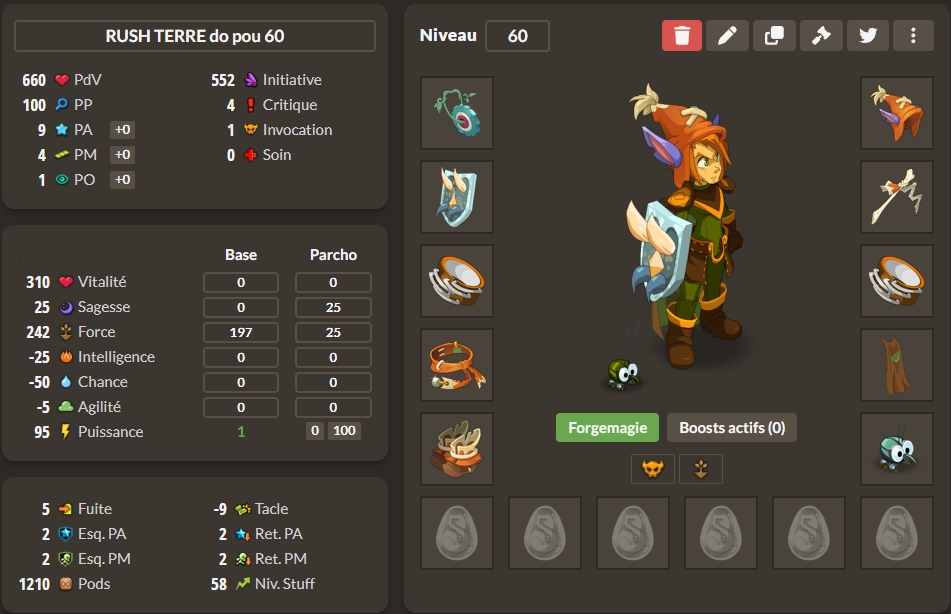 RUSH TERRE do pou 60
660 PdV
552 Initiative
100 PP
4 Critique
9 PA +0
1 Invocation
4 PM +0
0 Soin
1 PO +0
Base Parcho
310 Vitalité 0 0
25 Sagesse 0 25
242 Force 197 25
-25 Intelligence 0 0
-50 Chance 0 0
-5 Agilité 0 0
95 Puissance 1 0 100
5 Fuite
-9 Tacle
2 Esq. PA
2 Ret. PA
2 Esq. PM
2 Ret. PM
1210 Pods
58 Niv. Stuff
Niveau 60
Forgemagie
Boosts actifs (0)